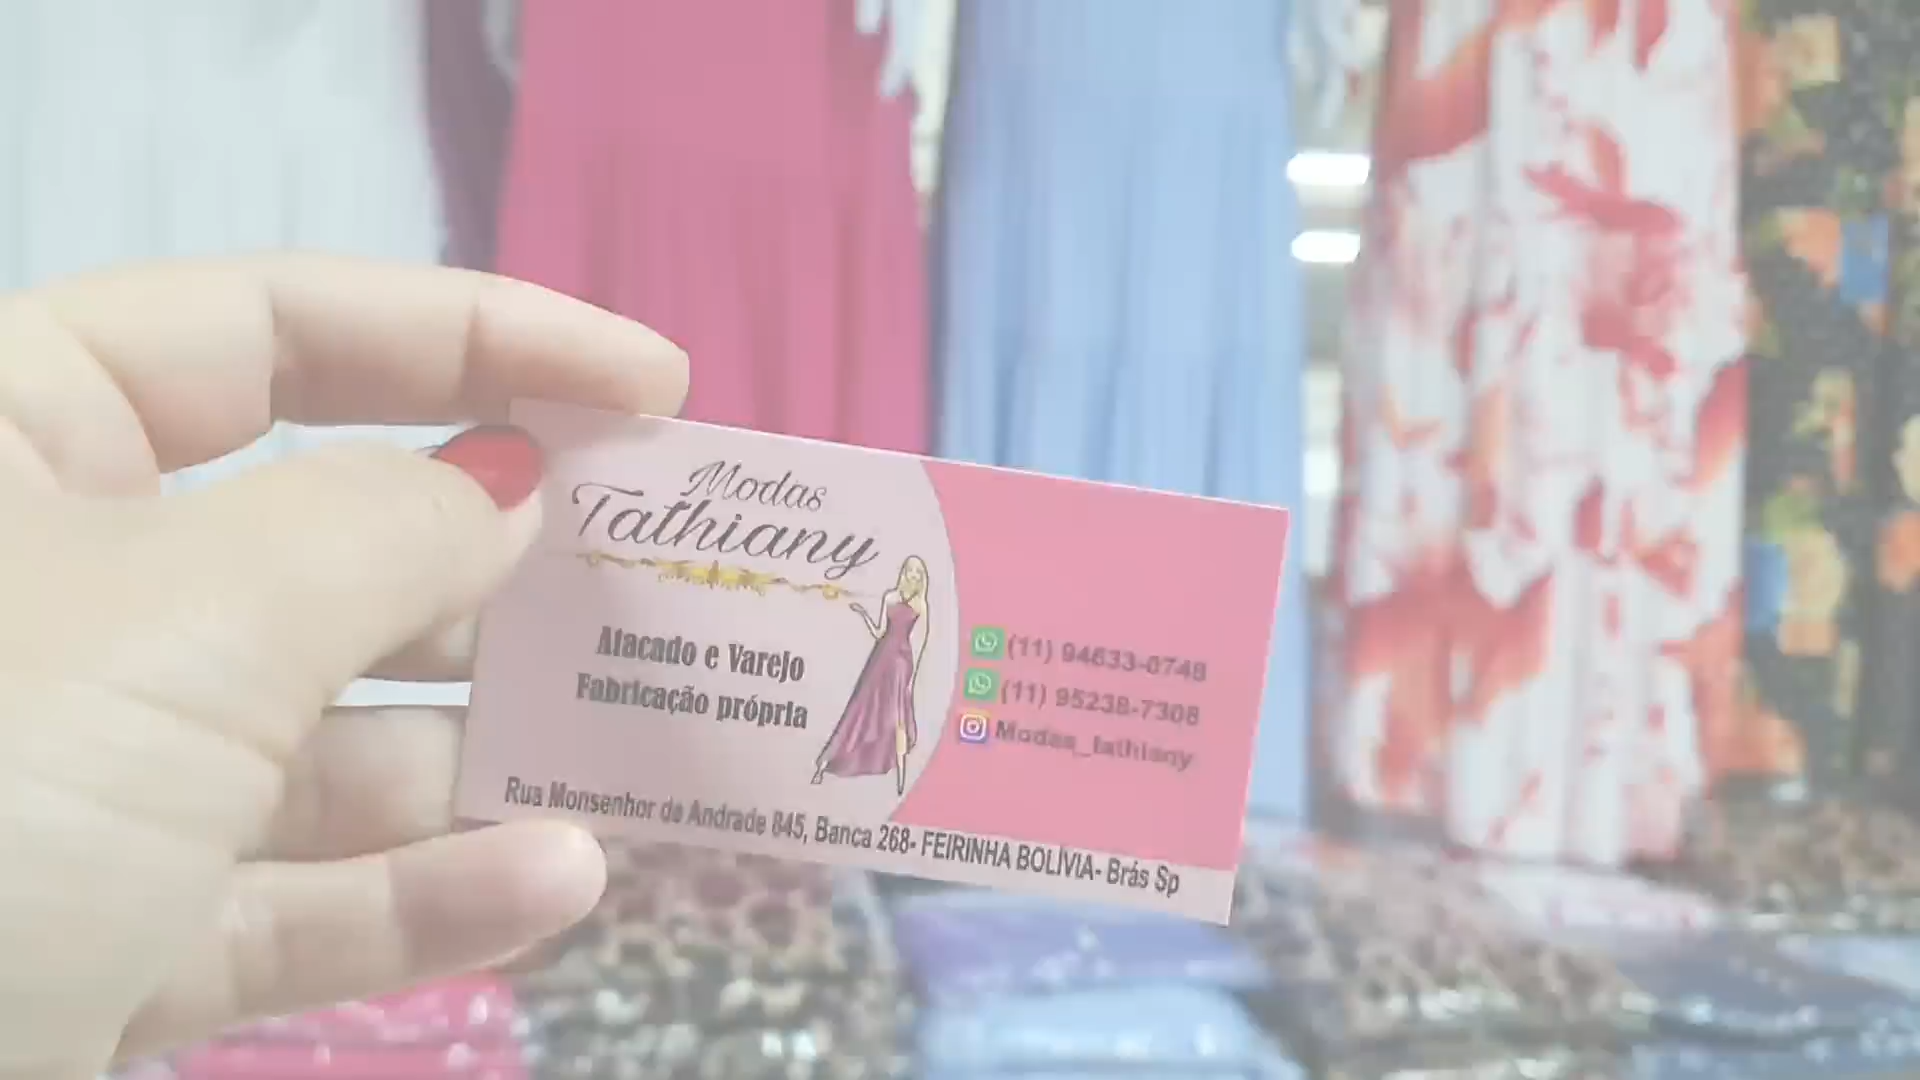 Modas
Tathiany
Atacado e Varejo
Fabricação própria
(11) 94633-0748
(11) 95238-7308
Modas_tathiany
Rua Monsenhor de Andrade 845, Banca 268- FEIRINHA BOLÍVIA- Brás Sp